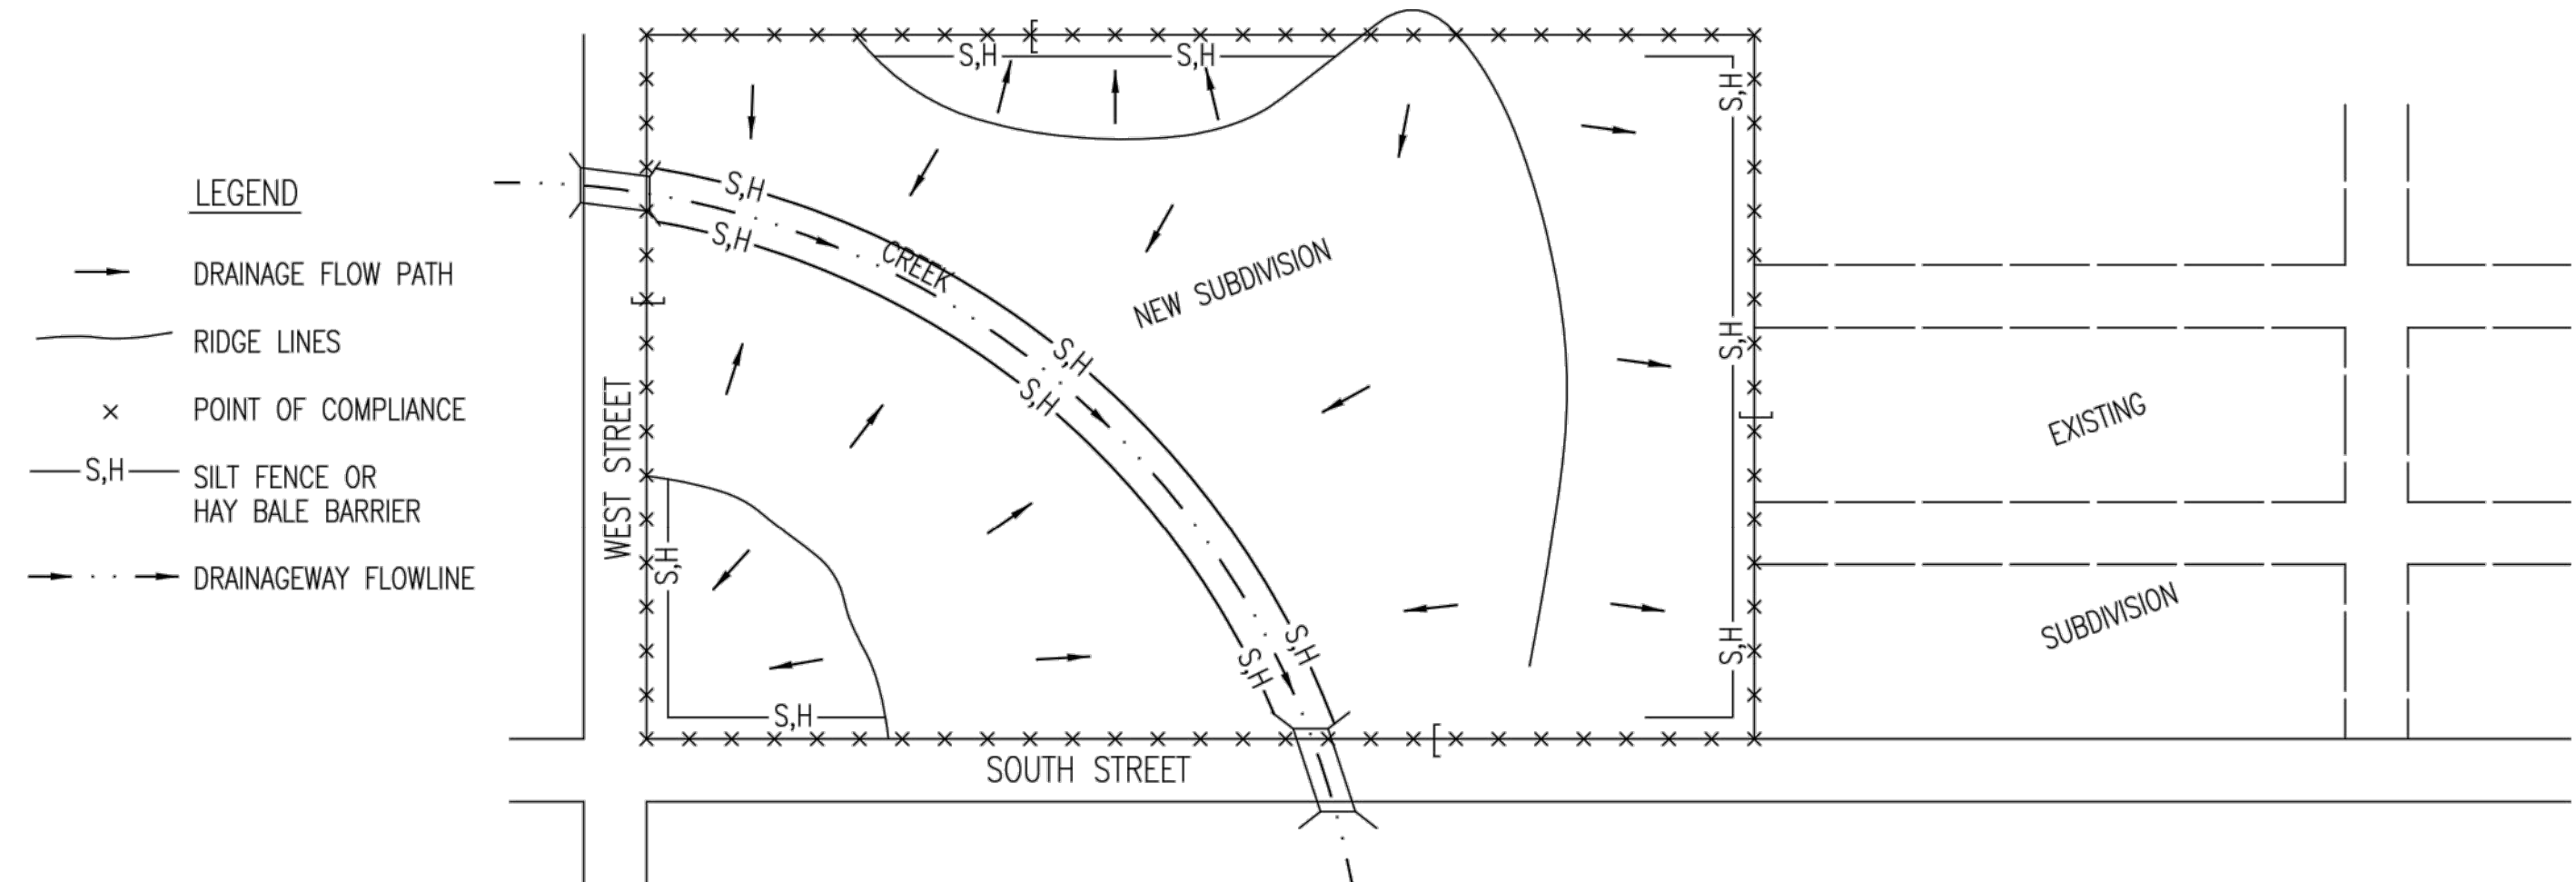 LEGEND
DRAINAGE FLOW PATH
RIDGE LINES
POINT OF COMPLIANCE
S,H
SILT FENCE OR
HAY BALE BARRIER
DRAINAGEWAY FLOWLINE
S,H
S,H
S,H
S,H
S,H
CREEK
NEW SUBDIVISION
S,H
S,H
S,H
WEST STREET
S,H
EXISTING
SUBDIVISION
S,H
S,H
S,H
S,H
SOUTH STREET